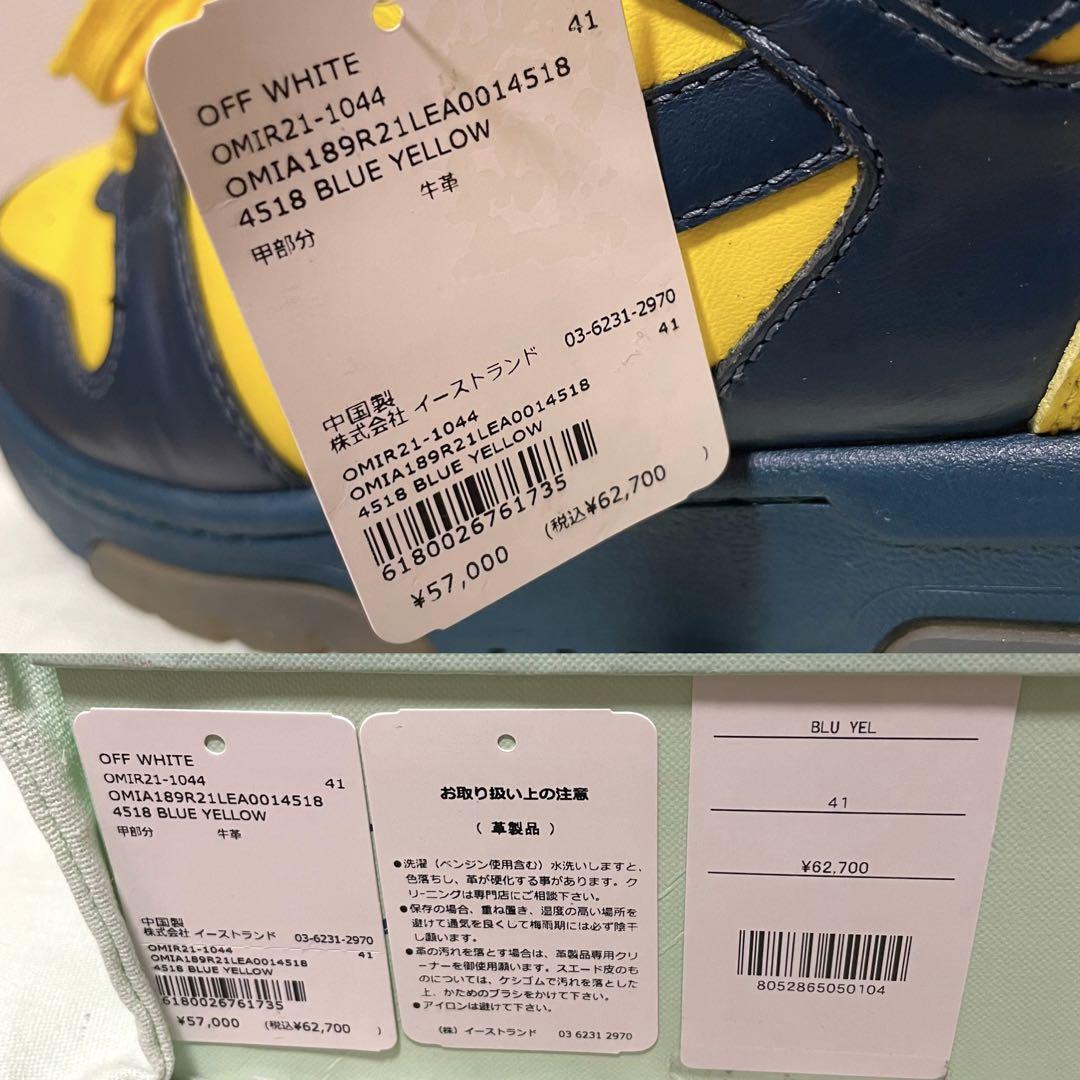 41
OFF WHITE
OMIR21-1044
OMIA189R21LEA0014518
4518 BLUE YELLOW
甲部分 牛革
中国製
株式会社 イーストランド 03-6231-2970
OMIR21-1044 41
OMIA189R21LEA0014518
4518 BLUE YELLOW
6180026761735
¥57,000 (税込¥62,700 )
OFF WHITE
OMIR21-1044 41
OMIA189R21LEA0014518
4518 BLUE YELLOW
甲部分 牛革
中国製
株式会社 イーストランド 03-6231-2970
OMIR21-1044 41
OMIA189R21LEA0014518
4518 BLUE YELLOW
6180026761735
¥57,000 (税込¥62,700 )
お取り扱い上の注意
( 革製品 )
●洗濯(ベンジン使用含む)水洗いしますと、
色落ちし、革が硬化する事があります。ク
リーニングは専門店にご相談下さい。
●保存の場合、重ね置き、湿度の高い場所を
避けて通気を良くして梅雨期には必ず陰干
し願います。
●革の汚れを落とす場合は、革製品専用クリ
ーナーを御使用願います。スエード皮のも
のについては、ケシゴムで汚れを落とした
上、かためのブラシをかけて下さい。
●アイロンは避けて下さい。
(株)イーストランド 03 6231 2970
BLU YEL
41
¥62,700
8052865050104